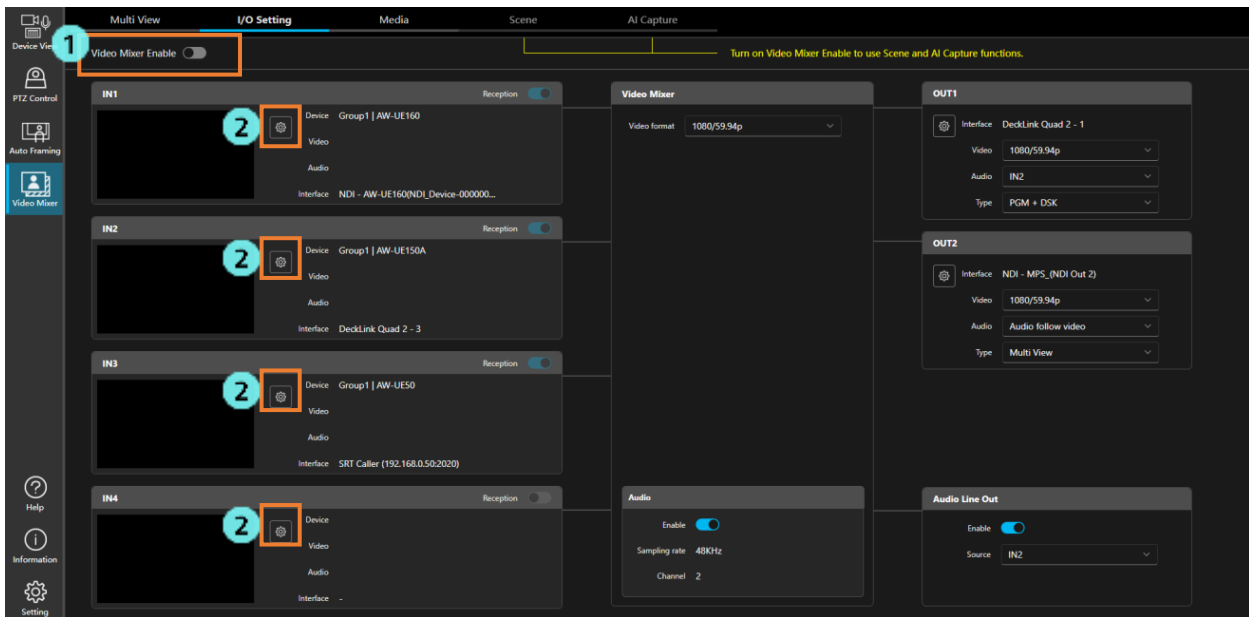 Multi View
I/O Setting
Media
Scene
AI Capture
Device View
1
Video Mixer Enable
Turn on Video Mixer Enable to use Scene and AI Capture functions.
PTZ Control
Auto Framing
Video Mixer
Help
Information
Setting
IN1
Reception
2
Device Group1 | AW-UE160
Video
Audio
Interface NDI - AW-UE160(NDI_Device-000000...
IN2
Reception
2
Device Group1 | AW-UE150A
Video
Audio
Interface DeckLink Quad 2 - 3
IN3
Reception
2
Device Group1 | AW-UE50
Video
Audio
Interface SRT Caller (192.168.0.50:2020)
IN4
Reception
2
Device
Video
Audio
Interface -
Video Mixer
Video format 1080/59.94p
Audio
Enable
Sampling rate 48KHz
Channel 2
OUT1
Interface DeckLink Quad 2 - 1
Video 1080/59.94p
Audio IN2
Type PGM + DSK
OUT2
Interface NDI - MPS_(NDI Out 2)
Video 1080/59.94p
Audio Audio follow video
Type Multi View
Audio Line Out
Enable
Source IN2